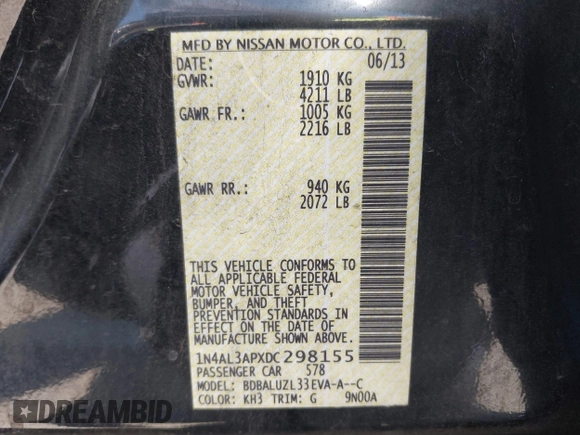 MFD BY NISSAN MOTOR CO., LTD.
DATE: 06/13
GVWR: 1910 KG
4211 LB
GAWR FR.: 1005 KG
2216 LB
GAWR RR.: 940 KG
2072 LB
THIS VEHICLE CONFORMS TO
ALL APPLICABLE FEDERAL
MOTOR VEHICLE SAFETY,
BUMPER, AND THEFT
PREVENTION STANDARDS IN
EFFECT ON THE DATE OF
MANUFACTURE SHOWN ABOVE.
1N4AL3APXDC298155
PASSENGER CAR 578
MODEL: BDBALUZL33EVA-A--C
COLOR: KH3 TRIM: G 9N00A
EPICVIN.COM